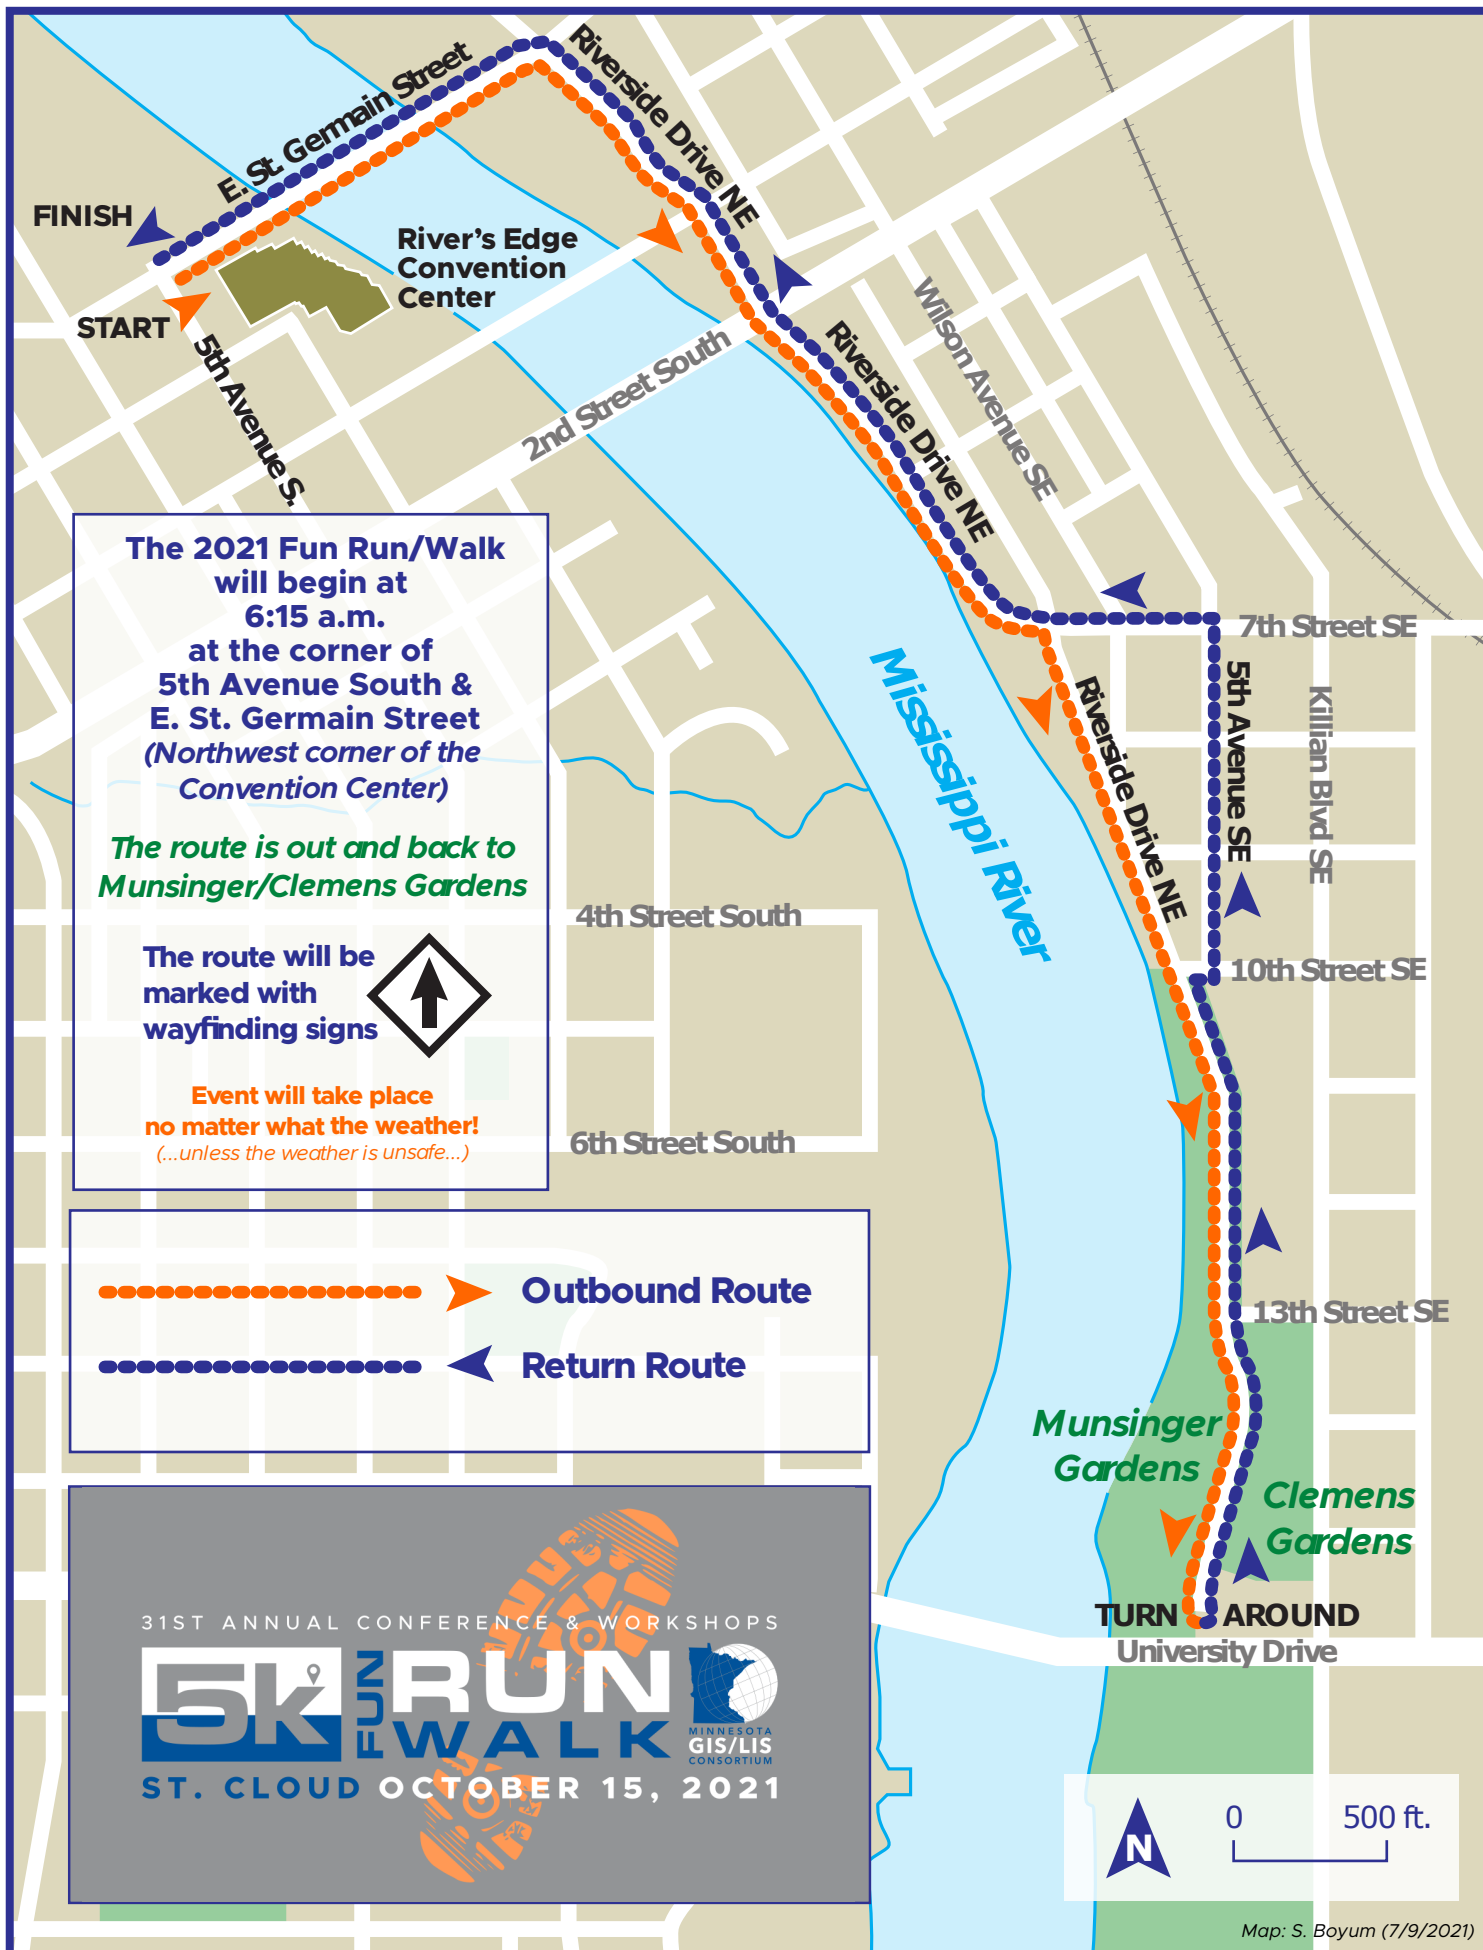 E. St. Germain Street
Riverside Drive NE
FINISH
River's Edge
Convention
Center
START
5th Avenue S.
2nd Street South
Riverside Drive NE
Wilson Avenue SE
The 2021 Fun Run/Walk
will begin at
6:15 a.m.
at the corner of
5th Avenue South &
E. St. Germain Street
(Northwest corner of the
Convention Center)
The route is out and back to
Munsinger/Clemens Gardens
The route will be
marked with
wayfinding signs
Event will take place
no matter what the weather!
(...unless the weather is unsafe...)
7th Street SE
Mississippi River
Riverside Drive NE
5th Avenue SE
Killian Blvd SE
4th Street South
10th Street SE
6th Street South
Outbound Route
Return Route
13th Street SE
Munsinger
Gardens
Clemens
Gardens
TURN AROUND
University Drive
31ST ANNUAL CONFERENCE & WORKSHOPS
5K FUN RUN
WALK
MINNESOTA
GIS/LIS
CONSORTIUM
ST. CLOUD OCTOBER 15, 2021
N
0 500 ft.
Map: S. Boyum (7/9/2021)